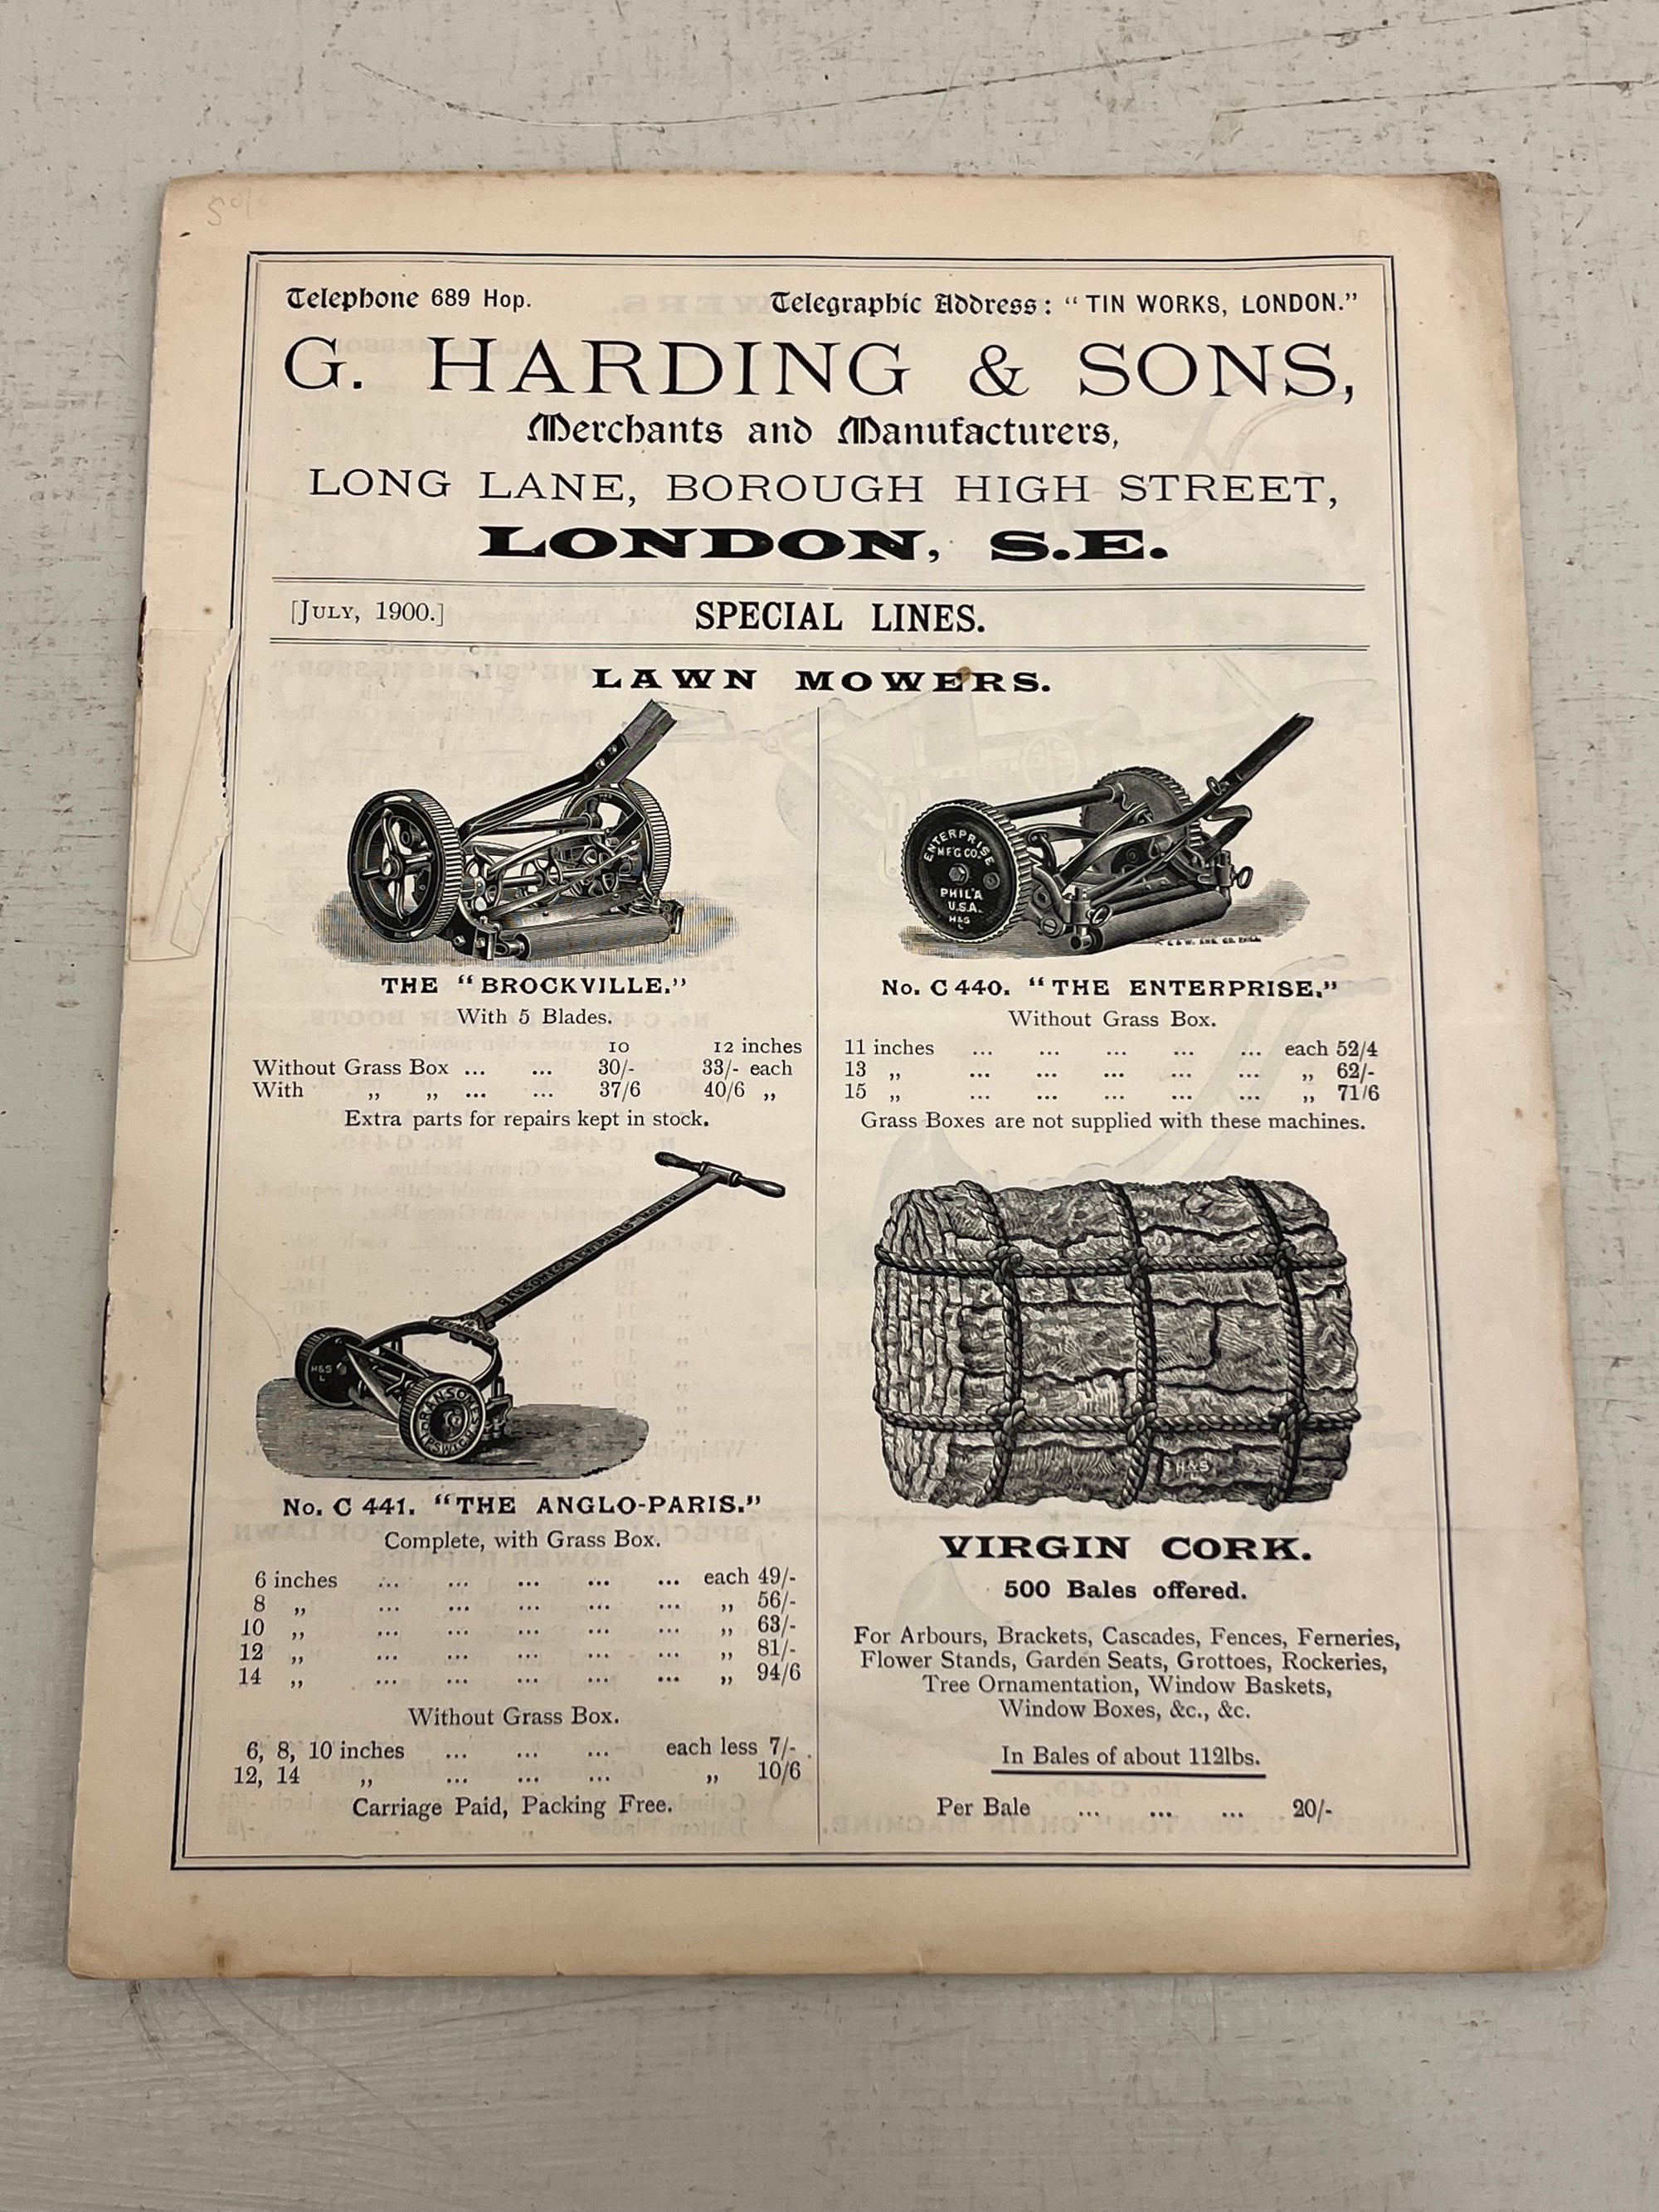 Telephone 689 Hop. Telegraphic Address: "TIN WORKS, LONDON."
G. HARDING & SONS,
Merchants and Manufacturers,
LONG LANE, BOROUGH HIGH STREET,
LONDON, S.E.
[JULY, 1900.] SPECIAL LINES.
LAWN MOWERS.
THE "BROCKVILLE."
With 5 Blades.
10 12 inches
Without Grass Box ... ... 30/- 33/- each
With „ „ ... ... 37/6 40/6 „
Extra parts for repairs kept in stock.
ENTERPRISE
M'F'G CO.
PHIL'A
U.S.A.
H&S
L
No. C 440. "THE ENTERPRISE."
Without Grass Box.
11 inches ... ... ... ... ... each 52/4
13 „ ... ... ... ... ... „ 62/-
15 „ ... ... ... ... ... „ 71/6
Grass Boxes are not supplied with these machines.
H&S
L
RANSOMES
IPSWICH
No. C 441. "THE ANGLO-PARIS."
Complete, with Grass Box.
6 inches ... ... ... ... ... each 49/-
8 „ ... ... ... ... ... „ 56/-
10 „ ... ... ... ... ... „ 63/-
12 „ ... ... ... ... ... „ 81/-
14 „ ... ... ... ... ... „ 94/6
Without Grass Box.
6, 8, 10 inches ... ... ... each less 7/-
12, 14 „ ... ... ... „ 10/6
Carriage Paid, Packing Free.
H&S
L
VIRGIN CORK.
500 Bales offered.
For Arbours, Brackets, Cascades, Fences, Ferneries,
Flower Stands, Garden Seats, Grottoes, Rockeries,
Tree Ornamentation, Window Baskets,
Window Boxes, &c., &c.
In Bales of about 112lbs.
Per Bale ... ... ... 20/-